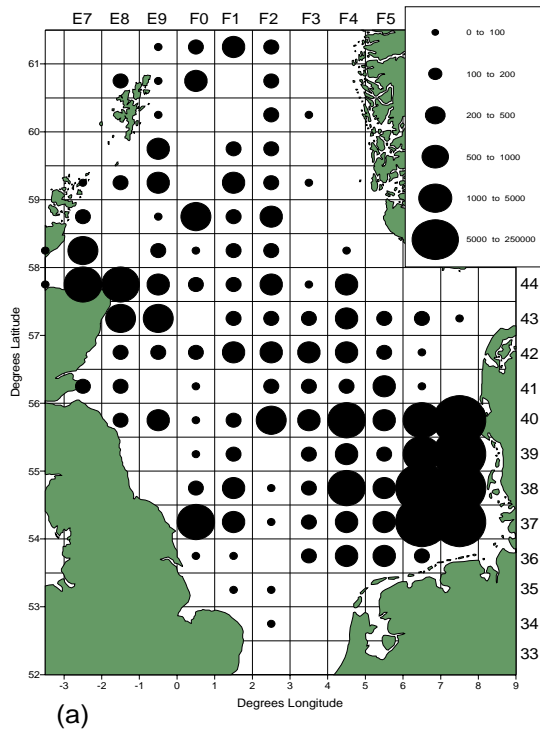 E7 E8 E9 F0 F1 F2 F3 F4 F5
0 to 100
100 to 200
200 to 500
500 to 1000
1000 to 5000
5000 to 250000
61
60
59
58
57
56
55
54
53
52
Degrees Latitude
44
43
42
41
40
39
38
37
36
35
34
33
-3 -2 -1 0 1 2 3 4 5 6 7 8 9
Degrees Longitude
(a)